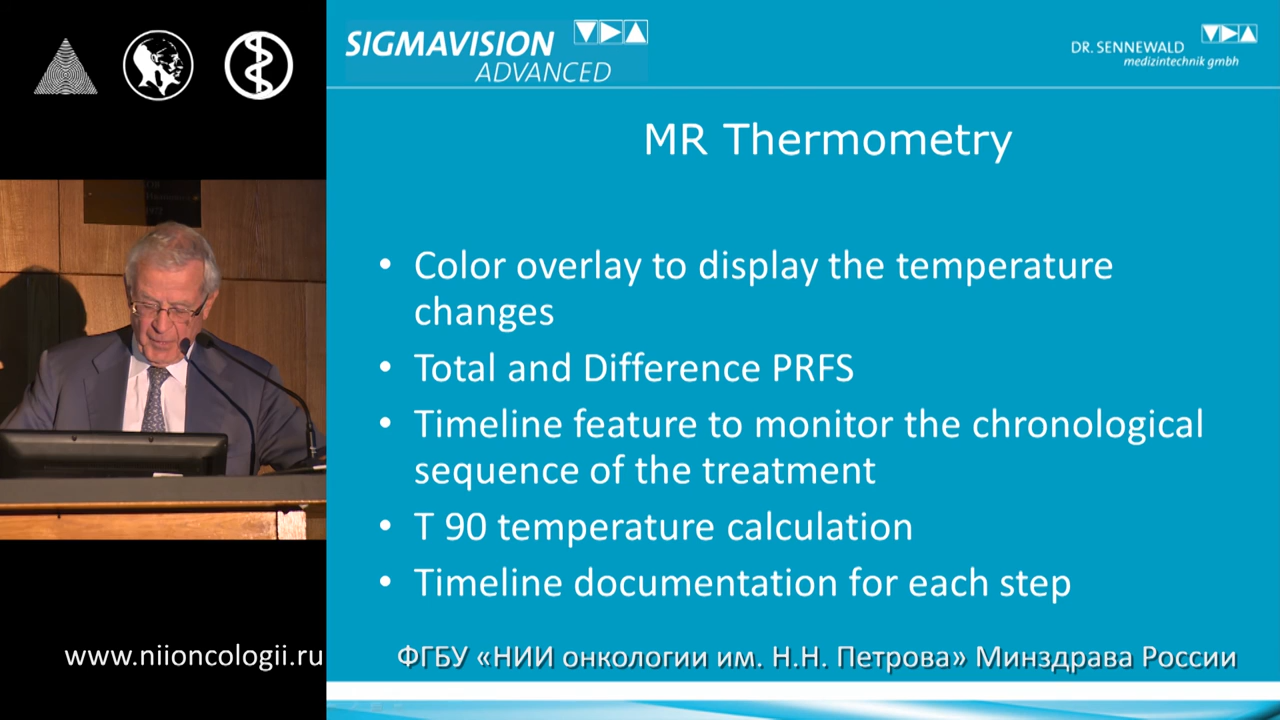 SIGMAVISION
ADVANCED
DR. SENNEWALD
medizintechnik gmbh
MR Thermometry
• Color overlay to display the temperature
changes
• Total and Difference PRFS
• Timeline feature to monitor the chronological
sequence of the treatment
• T 90 temperature calculation
• Timeline documentation for each step
www.niioncologii.ru
ФГБУ «НИИ онкологии им. Н.Н. Петрова» Минздрава России